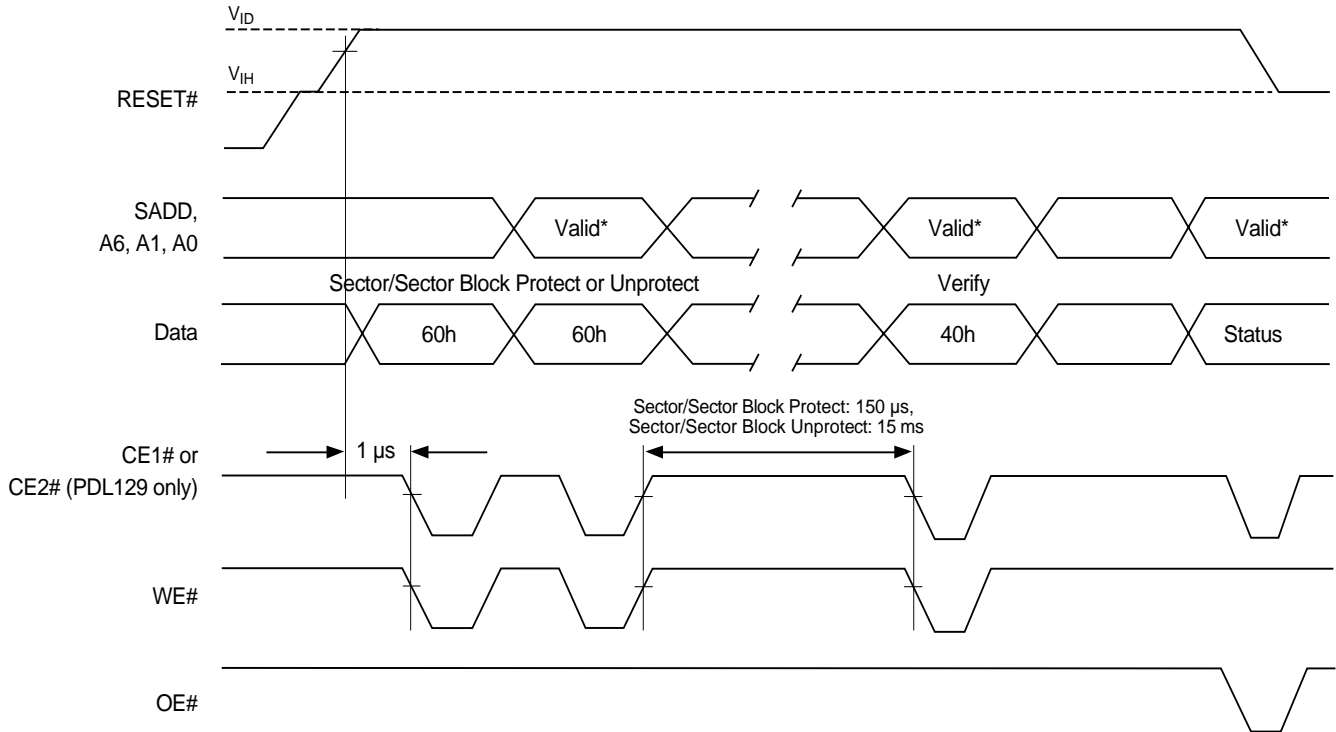 VID
VIH
RESET#
SADD,
A6, A1, A0
Valid*
Valid*
Valid*
Sector/Sector Block Protect or Unprotect
Verify
Data
60h
60h
40h
Status
Sector/Sector Block Protect: 150 µs,
Sector/Sector Block Unprotect: 15 ms
1 µs
CE1# or
CE2# (PDL129 only)
WE#
OE#